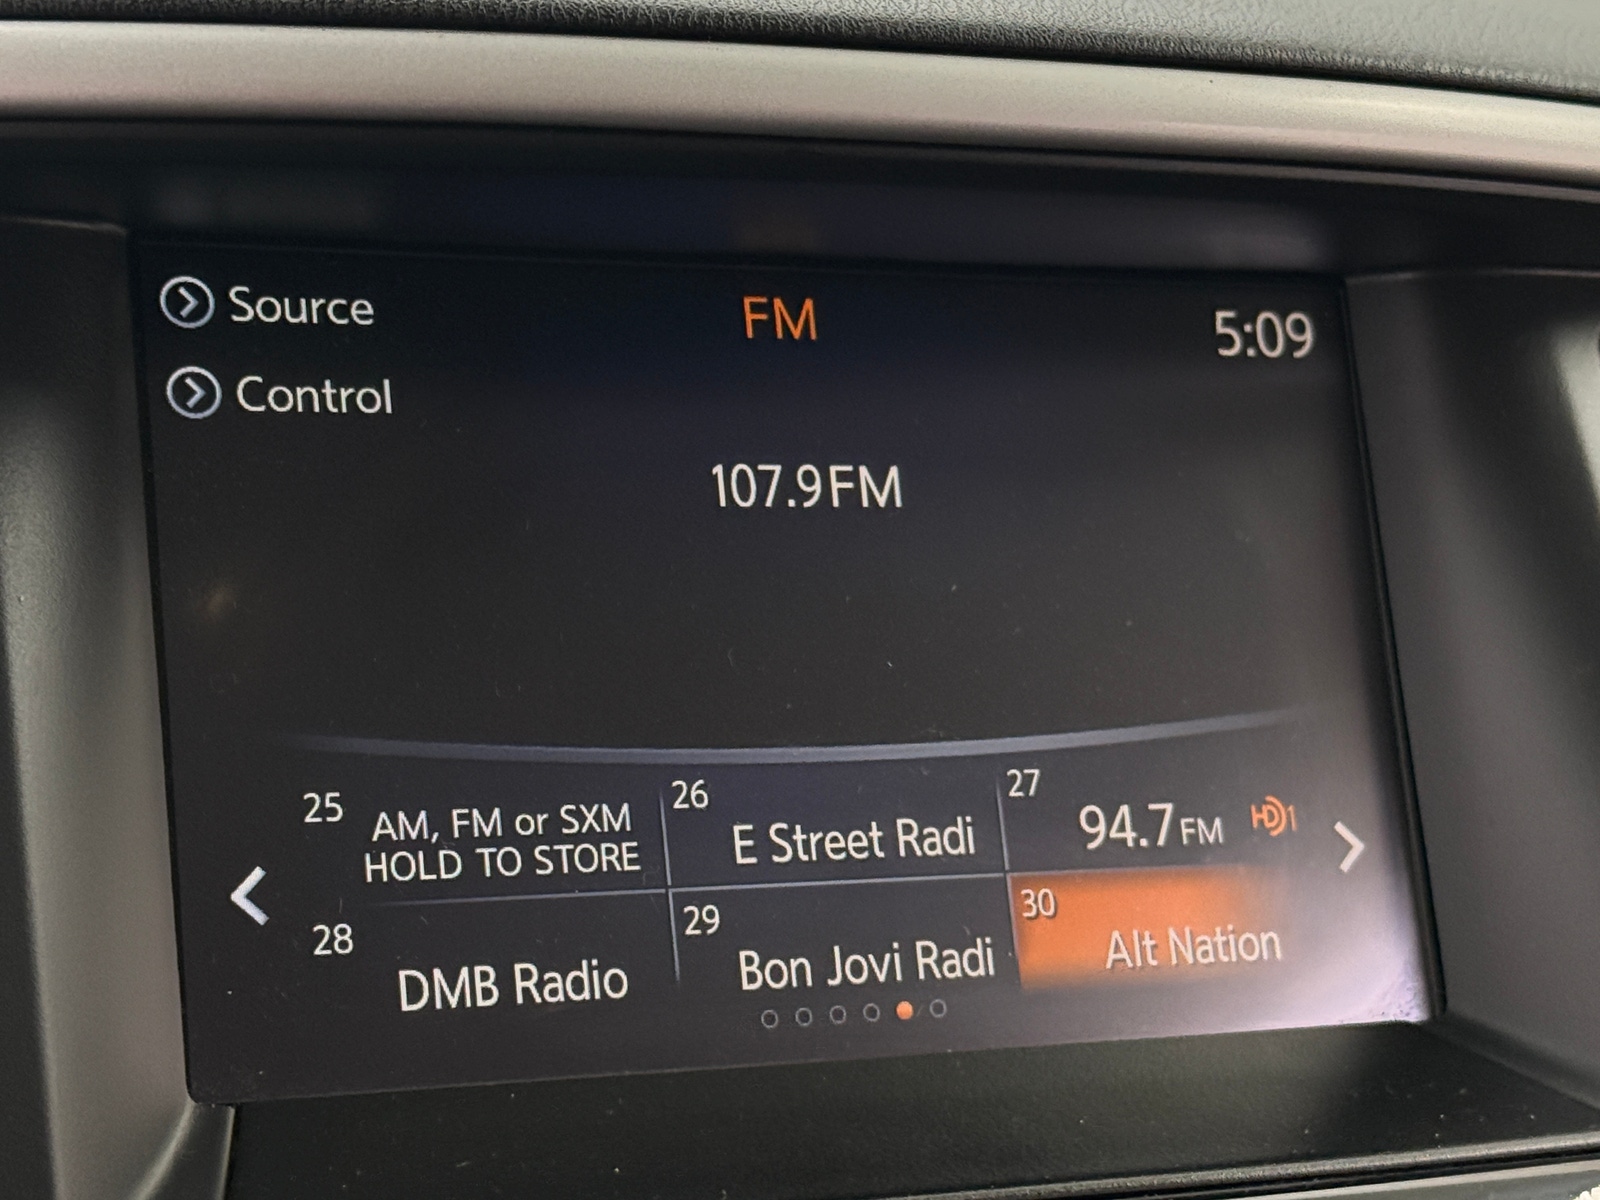 Source
FM
5:09
Control
107.9FM
25
AM, FM or SXM
HOLD TO STORE
26
E Street Radi
27
94.7FM HD1
28
DMB Radio
29
Bon Jovi Radi
30
Alt Nation